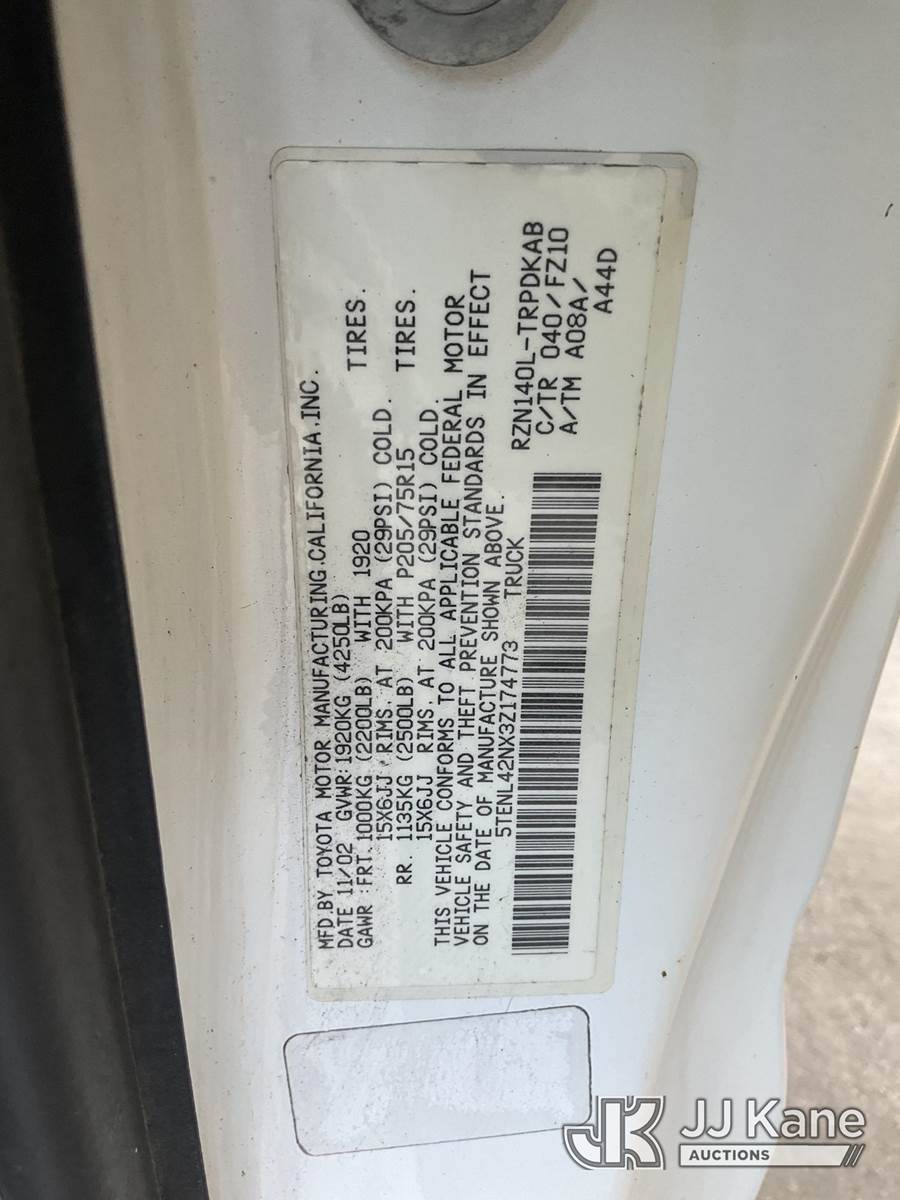 MFD.BY TOYOTA MOTOR MANUFACTURING.CALIFORNIA.INC.
DATE 11/02 GVWR:1920KG (4250LB)
GAWR :FRT.1000KG (2200LB) WITH 1920 TIRES.
15X6JJ RIMS. AT 200KPA (29PSI) COLD.
RR. 1135KG (2500LB) WITH P205/75R15 TIRES.
15X6JJ RIMS. AT 200KPA (29PSI) COLD.
THIS VEHICLE CONFORMS TO ALL APPLICABLE FEDERAL MOTOR
VEHICLE SAFETY AND THEFT PREVENTION STANDARDS IN EFFECT
ON THE DATE OF MANUFACTURE SHOWN ABOVE.
5TENL42NX3Z174773 TRUCK
RZN140L-TRPDKAB
C/TR 040/FZ10
A/TM A08A/
A44D
JK JJ Kane
AUCTIONS